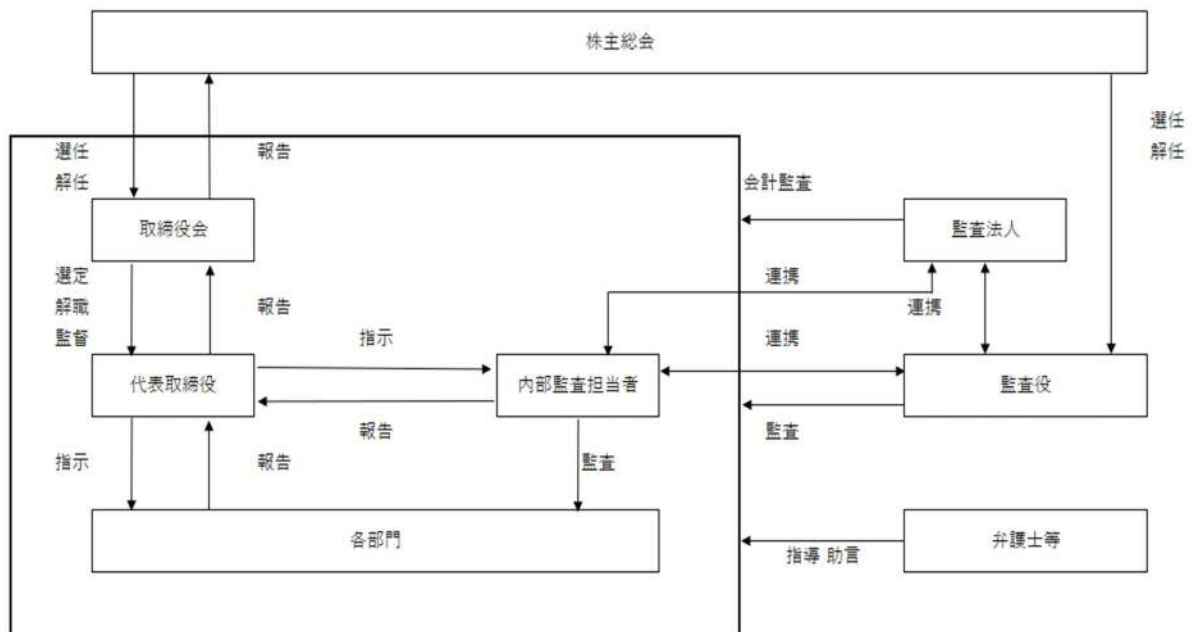 株主総会
選任
解任
報告
選任
解任
会計監査
取締役会
監査法人
選定
解職
監督
報告
連携
連携
指示
連携
代表取締役
内部監査担当者
監査役
報告
監査
指示
報告
監査
各部門
弁護士等
指導 助言